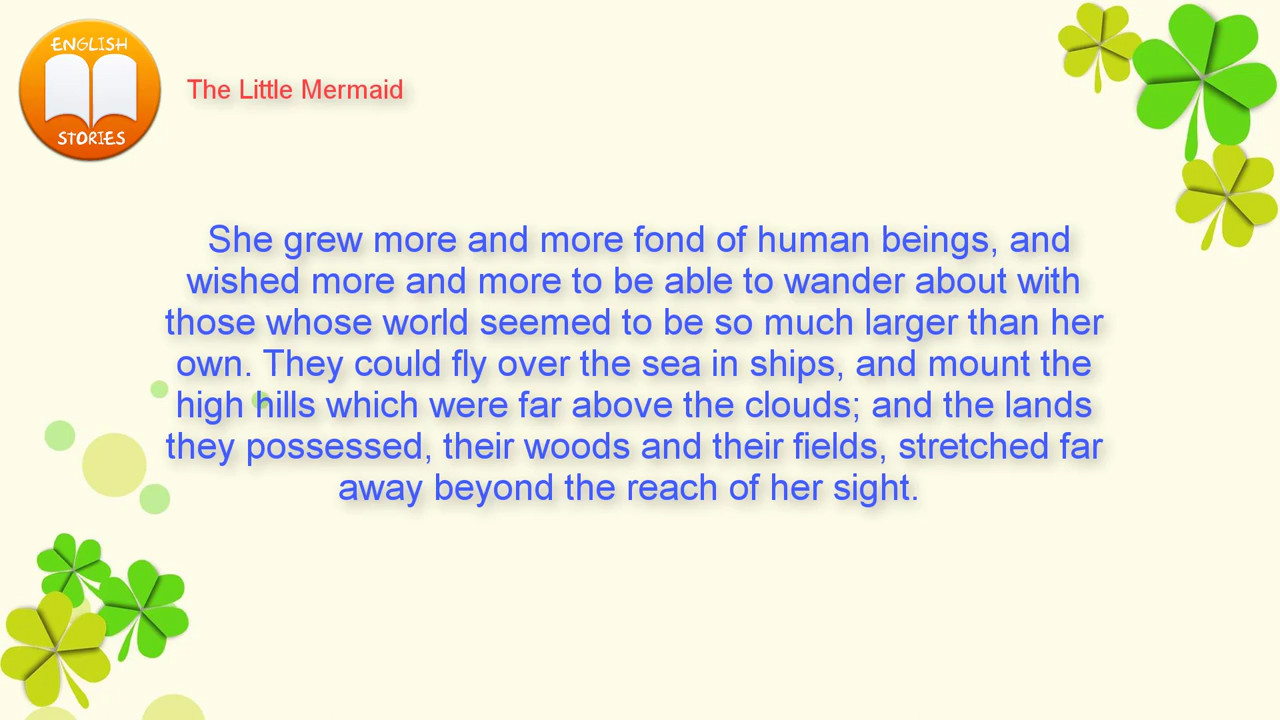 ENGLISH
STORIES
The Little Mermaid
She grew more and more fond of human beings, and
wished more and more to be able to wander about with
those whose world seemed to be so much larger than her
own. They could fly over the sea in ships, and mount the
high hills which were far above the clouds; and the lands
they possessed, their woods and their fields, stretched far
away beyond the reach of her sight.